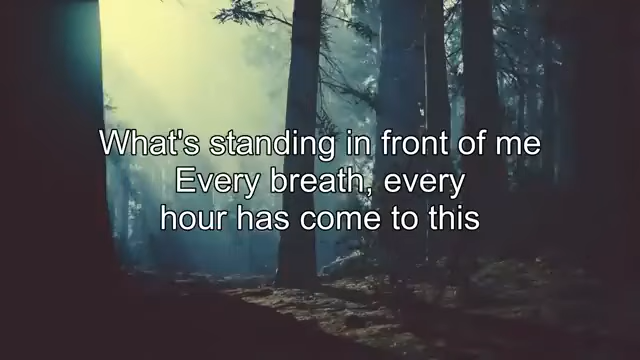 What's standing in front of me
Every breath, every
hour has come to this